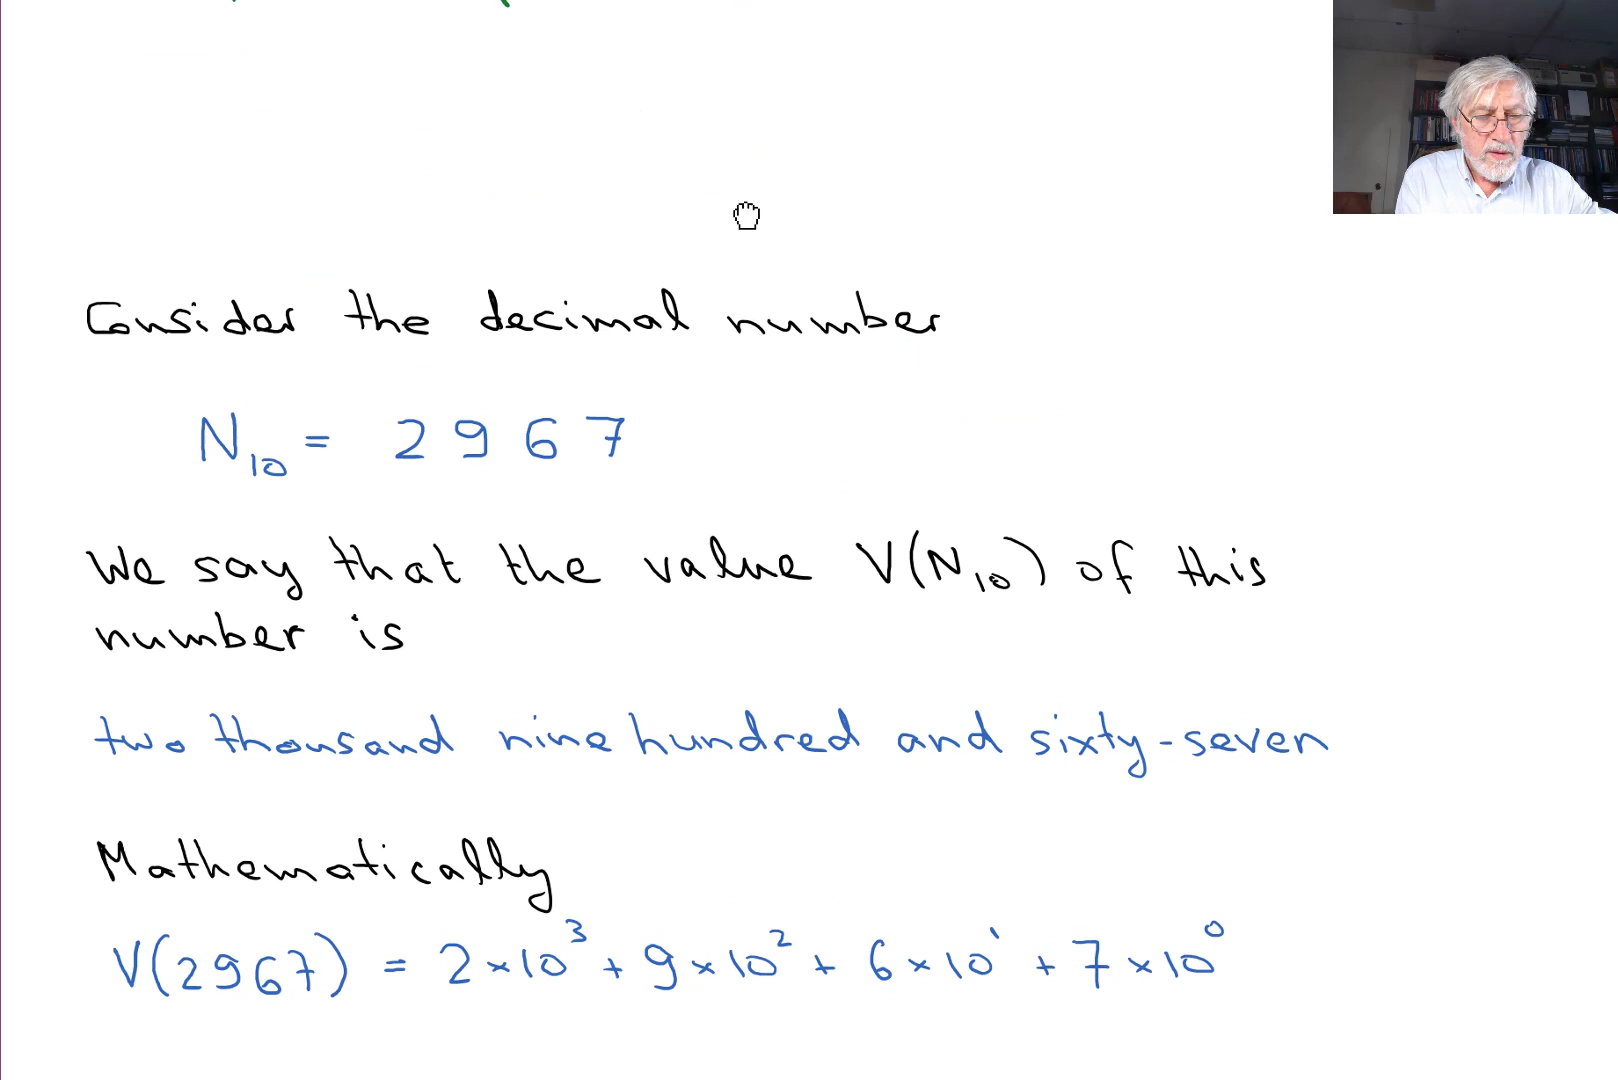 Consider the decimal number
N₁₀ = 2967
We say that the value V(N₁₀) of this
number is
two thousand nine hundred and sixty-seven
Mathematically
V(2967) = 2×10³ + 9×10² + 6×10¹ + 7×10⁰